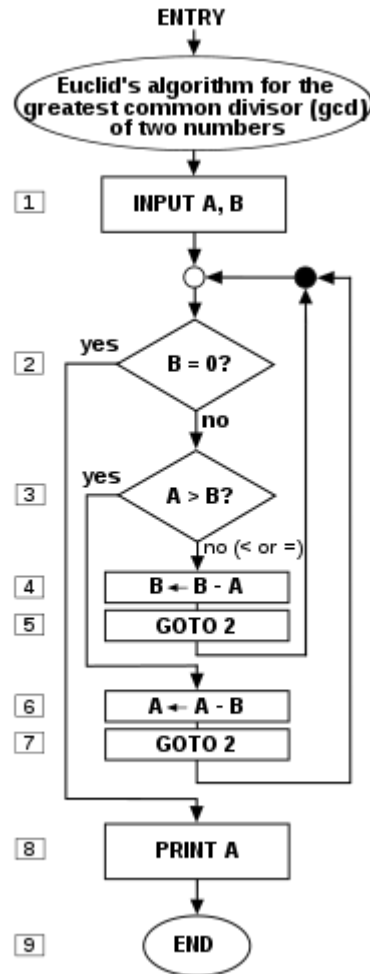 ENTRY
Euclid's algorithm for the
greatest common divisor (gcd)
of two numbers
1
INPUT A, B
yes
2
B = 0?
no
yes
3
A > B?
no (< or =)
4
B ← B - A
5
GOTO 2
6
A ← A - B
7
GOTO 2
8
PRINT A
9
END